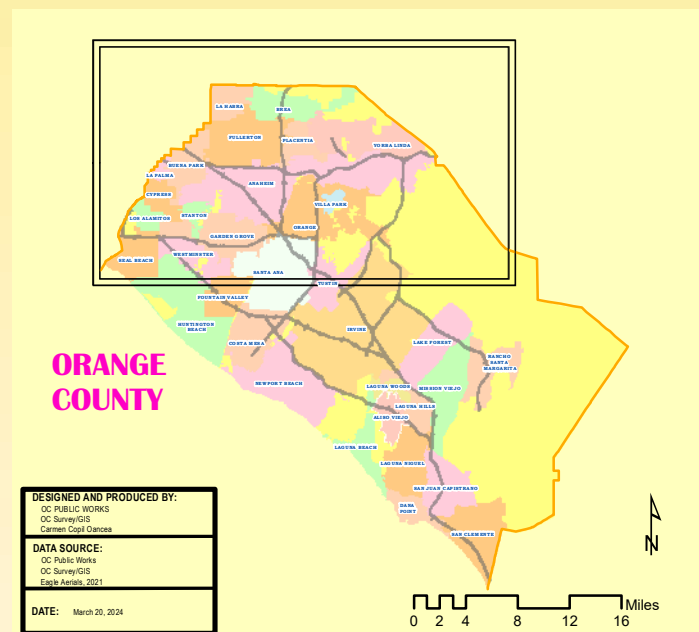 LA HABRA
BREA
FULLERTON
PLACENTIA
YORBA LINDA
BUENA PARK
LA PALMA
ANAHEIM
CYPRESS
VILLA PARK
LOS ALAMITOS
STANTON
ORANGE
GARDEN GROVE
WESTMINSTER
SEAL BEACH
SANTA ANA
TUSTIN
FOUNTAIN VALLEY
HUNTINGTON
BEACH
IRVINE
COSTA MESA
LAKE FOREST
RANCHO
SANTA
MARGARITA
ORANGE
COUNTY
NEWPORT BEACH
LAGUNA WOODS
MISSION VIEJO
LAGUNA HILLS
ALISO VIEJO
LAGUNA BEACH
LAGUNA NIGUEL
SAN JUAN CAPISTRANO
DANA
POINT
SAN CLEMENTE
DESIGNED AND PRODUCED BY:
OC PUBLIC WORKS
OC Survey/GIS
Carmen Copil Oancea
DATA SOURCE:
OC Public Works
OC Survey/GIS
Eagle Aerials, 2021
DATE: March 20, 2024
N
Miles
0 2 4 8 12 16